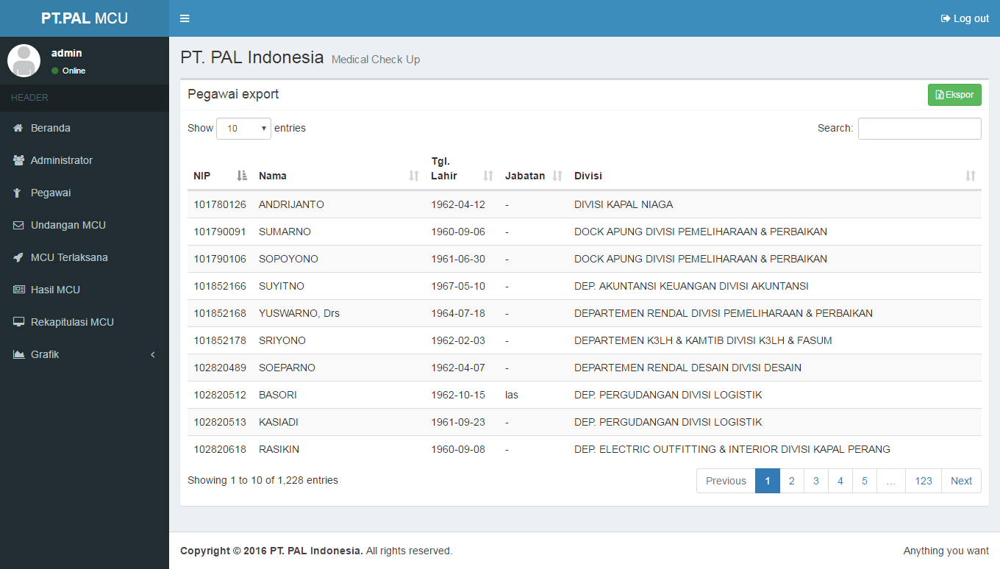 PT.PAL MCU
Log out
admin
Online
HEADER
Beranda
Administrator
Pegawai
Undangan MCU
MCU Terlaksana
Hasil MCU
Rekapitulasi MCU
Grafik
PT. PAL Indonesia Medical Check Up
Pegawai export
Ekspor
Show 10 entries
Search:
NIP Nama Tgl. Lahir Jabatan Divisi
101780126 ANDRIJANTO 1962-04-12 - DIVISI KAPAL NIAGA
101790091 SUMARNO 1960-09-06 - DOCK APUNG DIVISI PEMELIHARAAN & PERBAIKAN
101790106 SOPOYONO 1961-06-30 - DOCK APUNG DIVISI PEMELIHARAAN & PERBAIKAN
101852166 SUYITNO 1967-05-10 - DEP. AKUNTANSI KEUANGAN DIVISI AKUNTANSI
101852168 YUSWARNO, Drs 1964-07-18 - DEPARTEMEN RENDAL DIVISI PEMELIHARAAN & PERBAIKAN
101852178 SRIYONO 1962-02-03 - DEPARTEMEN K3LH & KAMTIB DIVISI K3LH & FASUM
102820489 SOEPARNO 1962-04-07 - DEPARTEMEN RENDAL DESAIN DIVISI DESAIN
102820512 BASORI 1962-10-15 las DEP. PERGUDANGAN DIVISI LOGISTIK
102820513 KASIADI 1961-09-23 - DEP. PERGUDANGAN DIVISI LOGISTIK
102820618 RASIKIN 1960-09-08 - DEP. ELECTRIC OUTFITTING & INTERIOR DIVISI KAPAL PERANG
Showing 1 to 10 of 1,228 entries
Previous 1 2 3 4 5 … 123 Next
Copyright © 2016 PT. PAL Indonesia. All rights reserved.
Anything you want